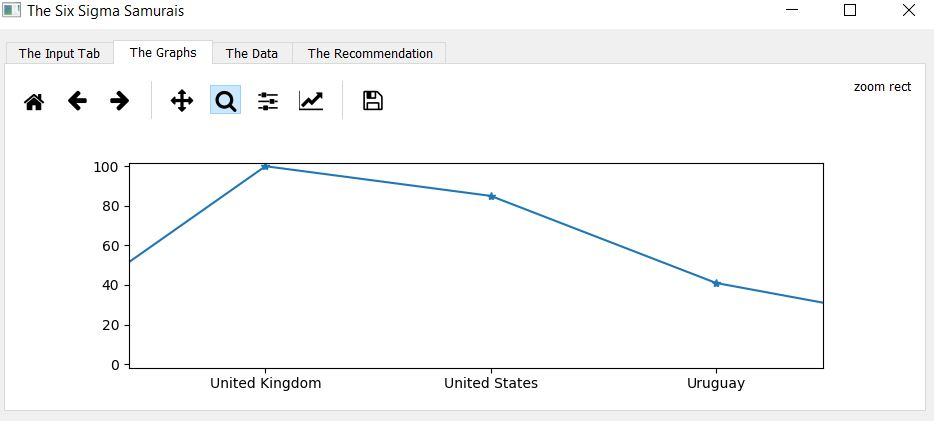 The Six Sigma Samurais
The Input Tab
The Graphs
The Data
The Recommendation
zoom rect
100
80
60
40
20
0
United Kingdom
United States
Uruguay